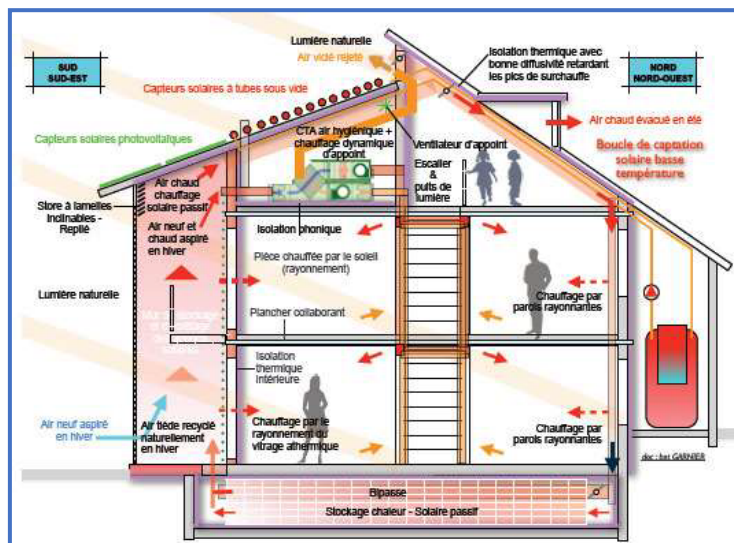 SUD
SUD-EST
Lumière naturelle
Air vicié rejeté
Isolation thermique avec
bonne diffusivité retardant
les pics de surchauffe
NORD
NORD-OUEST
Capteurs solaires à tubes sous vide
Air chaud évacué en été
Capteurs solaires photovoltaïques
CTA air hygiénique +
chauffage dynamique
d'appoint
Ventilateur d'appoint
Boucle de captation
solaire basse
température
Escalier
&
puits de
lumière
Air chaud
chauffage
solaire passif
Store à lamelles
Inclinables -
Replié
Air neuf et
chaud aspiré
en hiver
Isolation phonique
Pièce chauffée par le soleil
(rayonnement)
Lumière naturelle
Chauffage par
parois rayonnantes
Plancher collaborant
Isolation
thermique
intérieure
Air neuf aspiré
en hiver
Air tiède recyclé
naturellement
en hiver
Chauffage par le
rayonnement du
vitrage athermique
Chauffage par
parois rayonnantes
doc : bet GARNIER
Bipasse
Stockage chaleur - Solaire passif